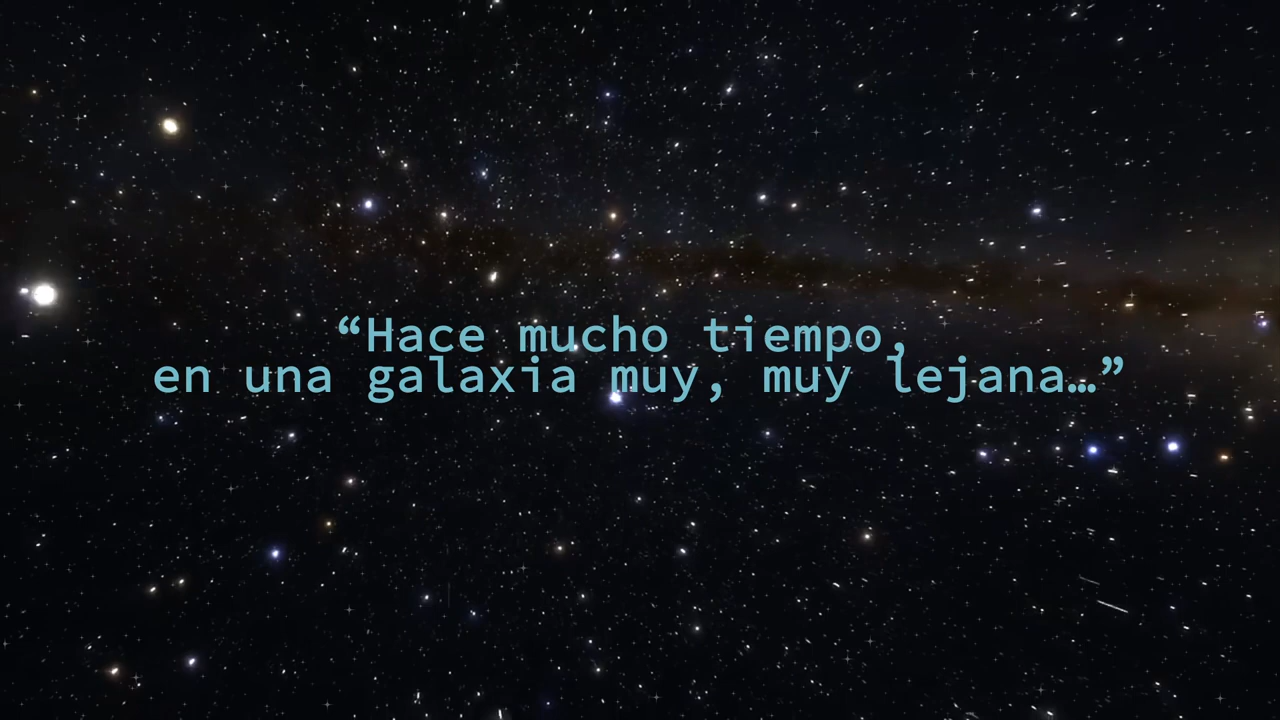 “Hace mucho tiempo,
en una galaxia muy, muy lejana…”